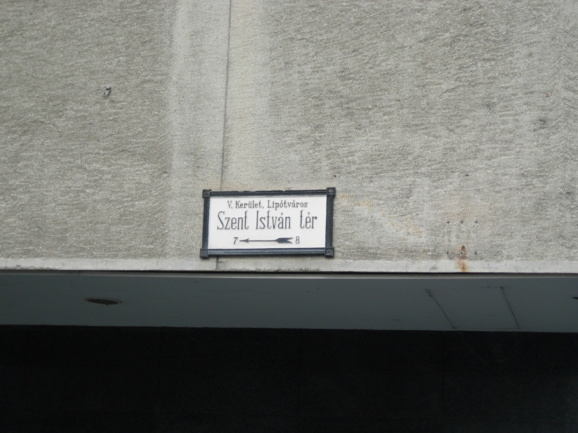 V. Kerület, Lipótváros
Szent István tér
7 8